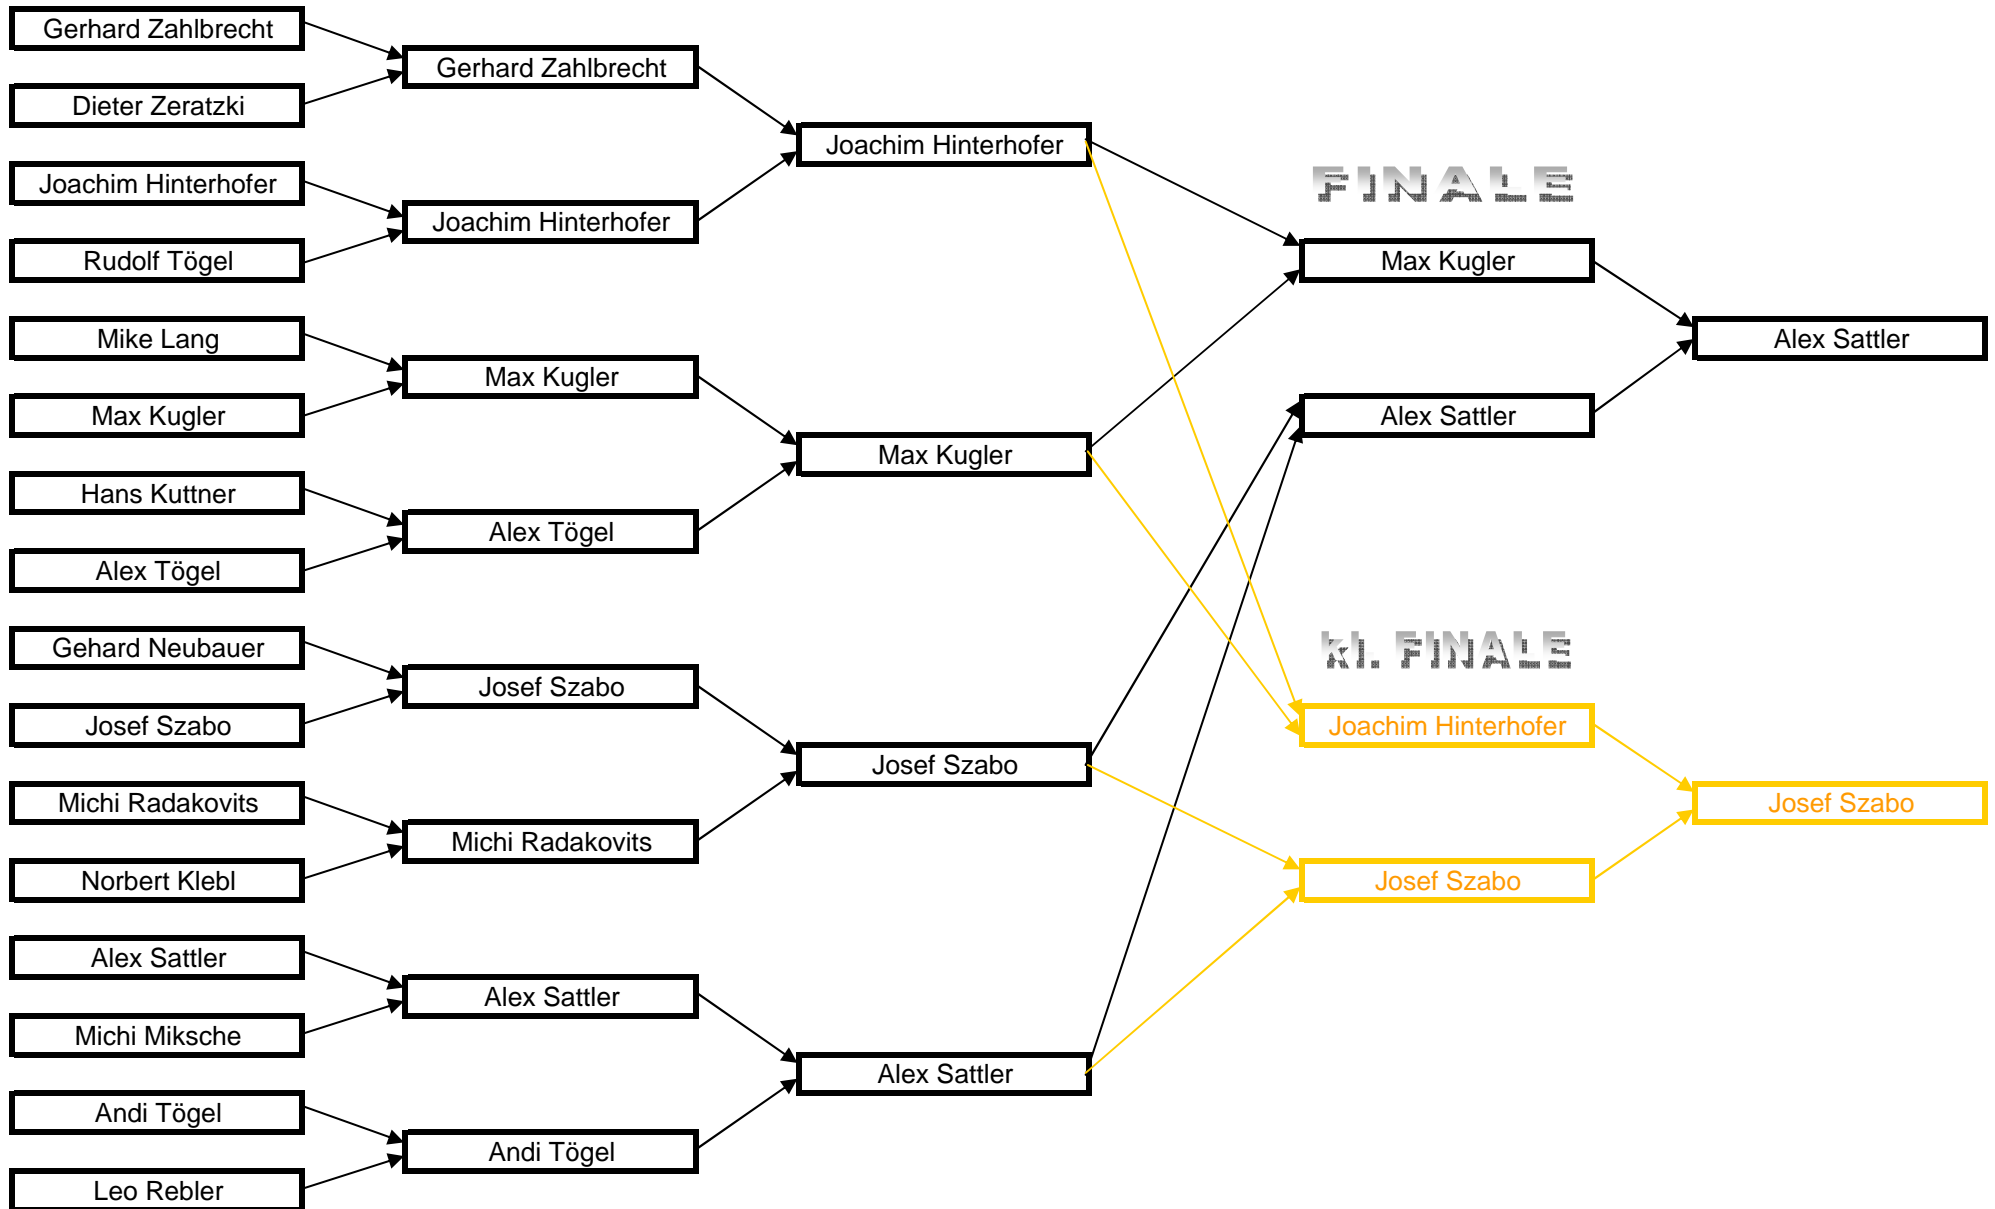 Gerhard Zahlbrecht
Dieter Zeratzki
Joachim Hinterhofer
Rudolf Tögel
Mike Lang
Max Kugler
Hans Kuttner
Alex Tögel
Gehard Neubauer
Josef Szabo
Michi Radakovits
Norbert Klebl
Alex Sattler
Michi Miksche
Andi Tögel
Leo Rebler
Gerhard Zahlbrecht
Joachim Hinterhofer
Max Kugler
Alex Tögel
Josef Szabo
Michi Radakovits
Alex Sattler
Andi Tögel
Joachim Hinterhofer
Max Kugler
Josef Szabo
Alex Sattler
FINALE
Max Kugler
Alex Sattler
kl. FINALE
Joachim Hinterhofer
Josef Szabo
Alex Sattler
Josef Szabo